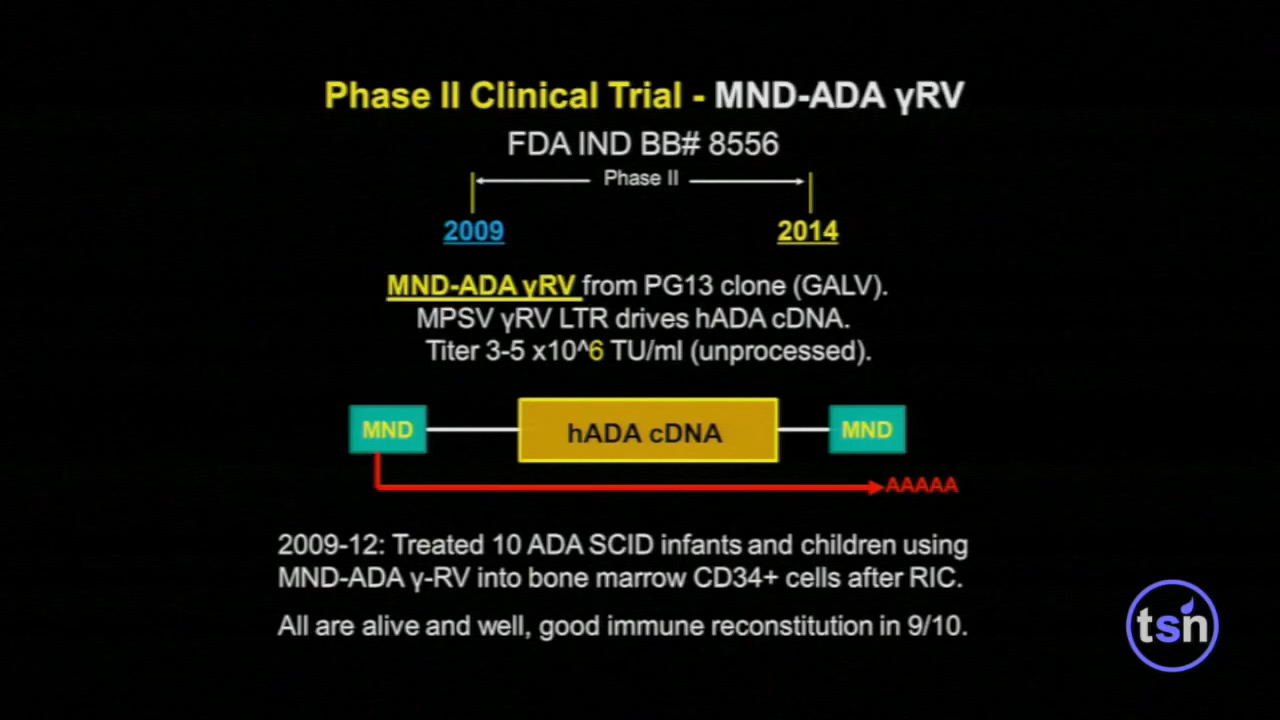 Phase II Clinical Trial - MND-ADA γRV
FDA IND BB# 8556
Phase II
2009 2014
MND-ADA γRV from PG13 clone (GALV).
MPSV γRV LTR drives hADA cDNA.
Titer 3-5 x10^6 TU/ml (unprocessed).
MND hADA cDNA MND
AAAAA
2009-12: Treated 10 ADA SCID infants and children using
MND-ADA γ-RV into bone marrow CD34+ cells after RIC.
All are alive and well, good immune reconstitution in 9/10.
tsn